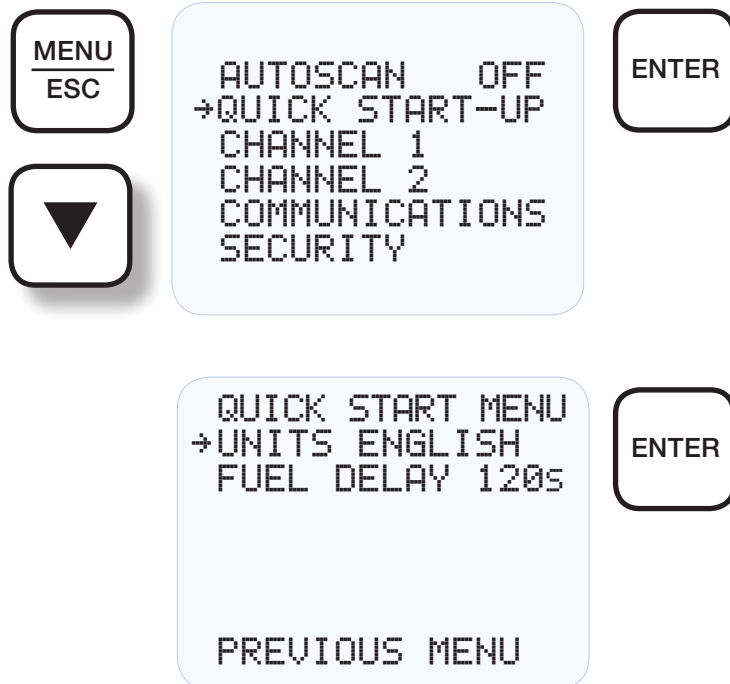 MENU
ESC
AUTOSCAN OFF
→QUICK START-UP
CHANNEL 1
CHANNEL 2
COMMUNICATIONS
SECURITY
ENTER
QUICK START MENU
→UNITS ENGLISH
FUEL DELAY 120s
PREVIOUS MENU
ENTER